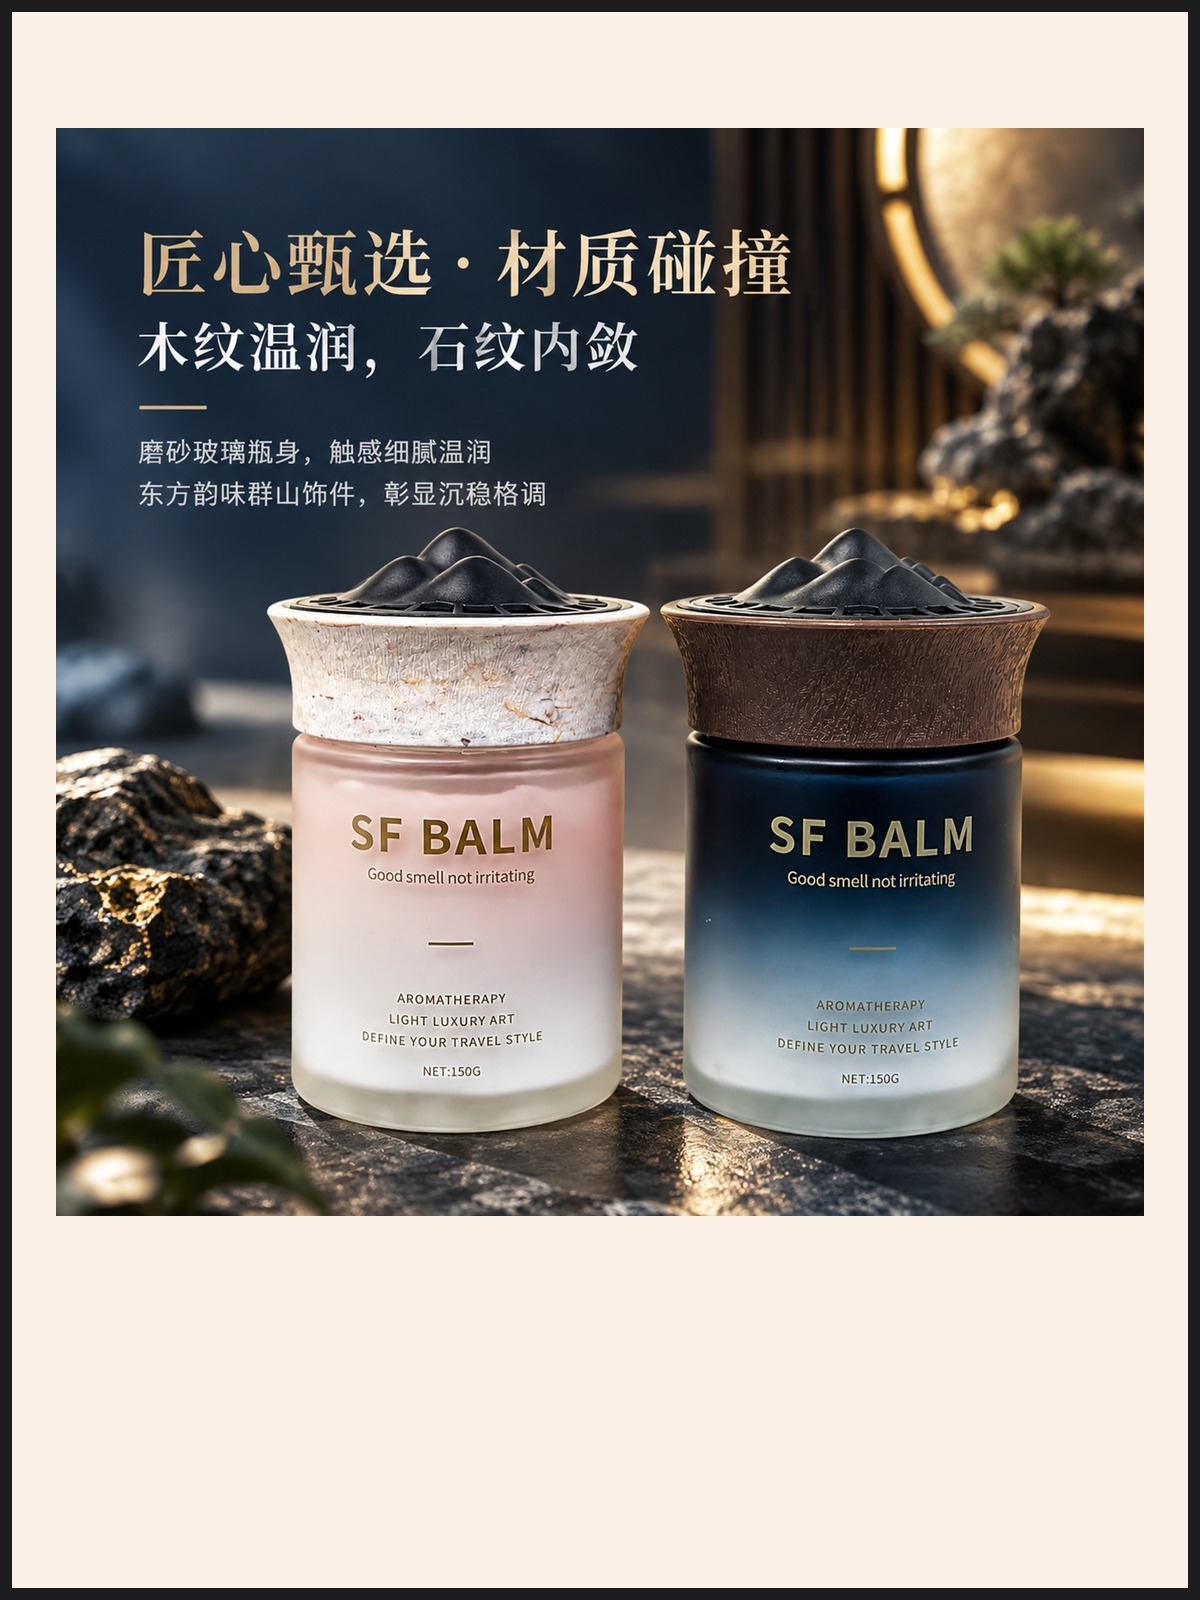 匠心甄选·材质碰撞
木纹温润，石纹内敛
磨砂玻璃瓶身，触感细腻温润
东方韵味群山饰件，彰显沉稳格调
SF BALM
Good smell not irritating
AROMATHERAPY
LIGHT LUXURY ART
DEFINE YOUR TRAVEL STYLE
NET:150G
SF BALM
Good smell not irritating
AROMATHERAPY
LIGHT LUXURY ART
DEFINE YOUR TRAVEL STYLE
NET:150G